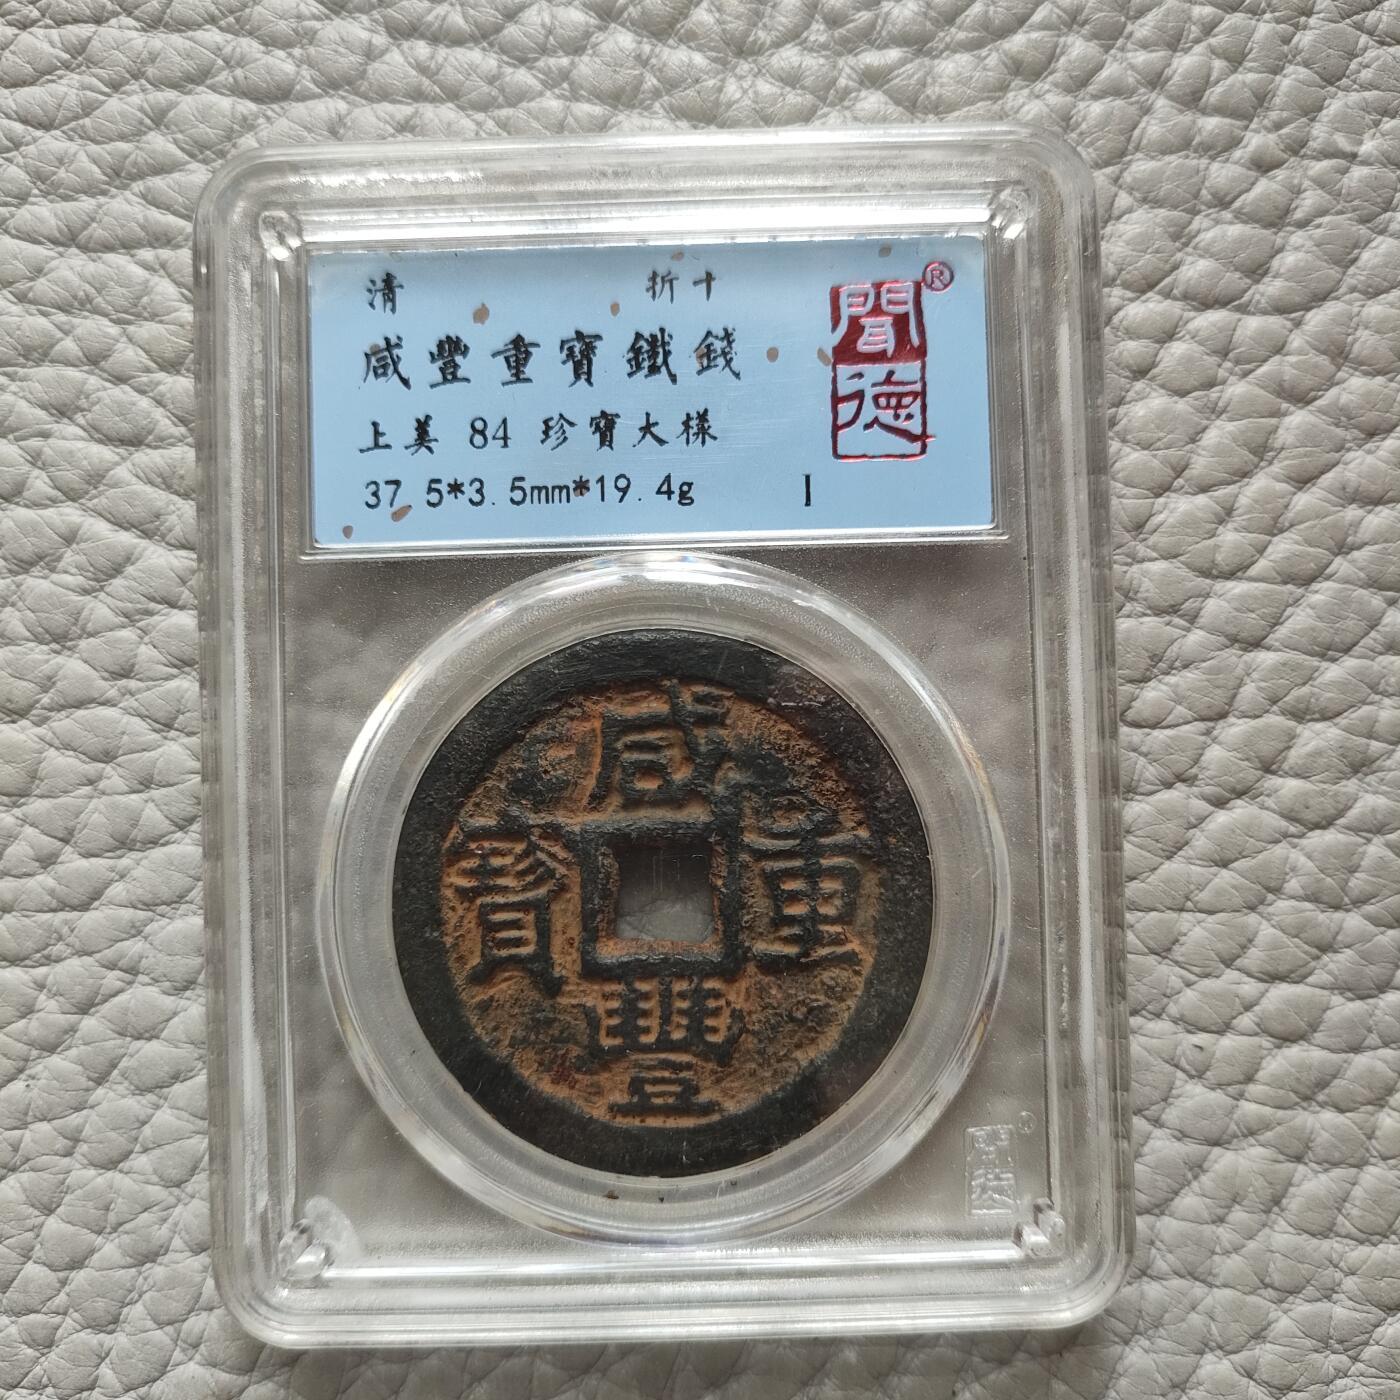 清 折十
咸豐重寶鐵錢
上美 84 珍寶大樣
37.5*3.5mm*19.4g I
聞德®
咸豐重寶
聞德®